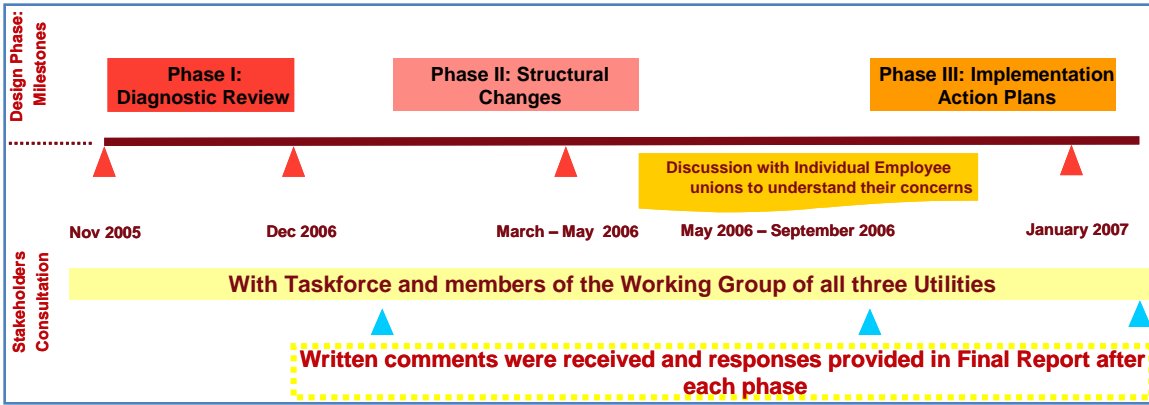 Design Phase:
Milestones
Phase I:
Diagnostic Review
Phase II: Structural
Changes
Phase III: Implementation
Action Plans
Discussion with Individual Employee
unions to understand their concerns
Nov 2005
Dec 2006
March – May 2006
May 2006 – September 2006
January 2007
Stakeholders
Consultation
With Taskforce and members of the Working Group of all three Utilities
Written comments were received and responses provided in Final Report after
each phase